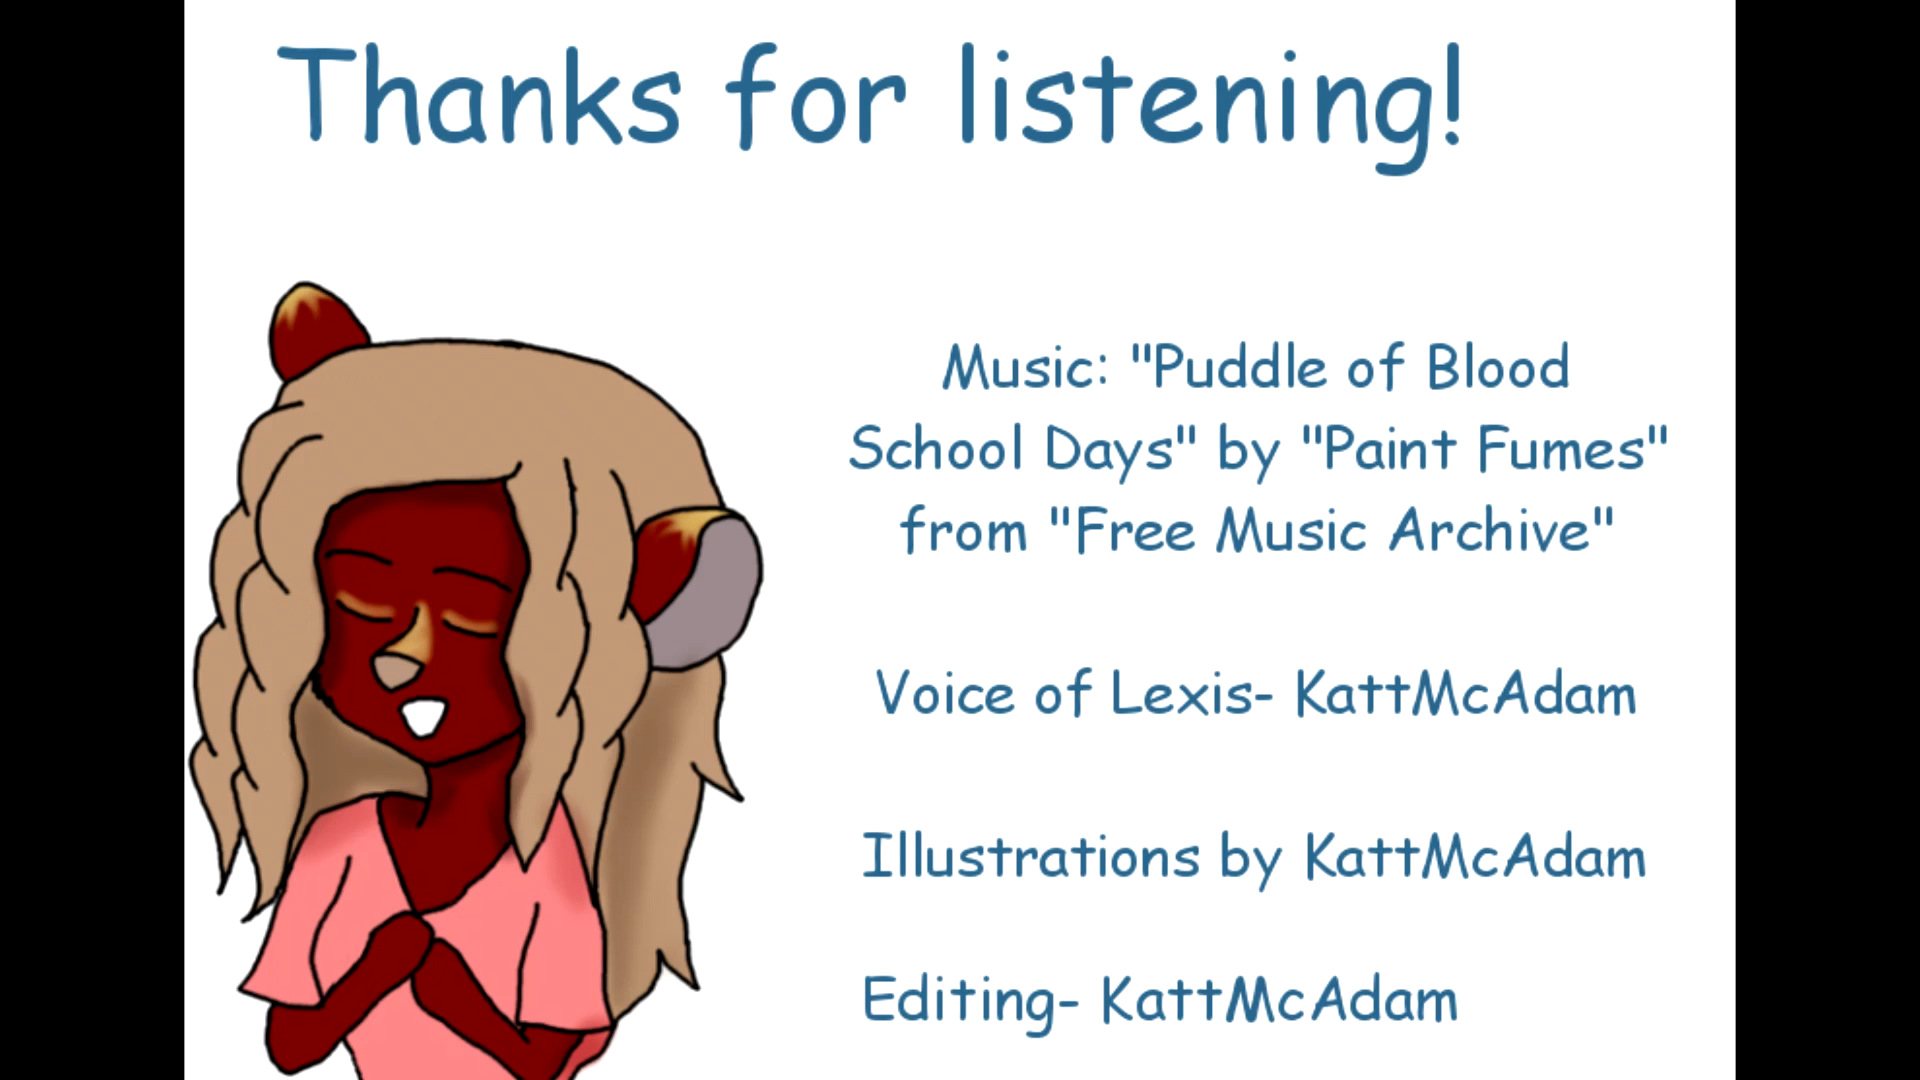 Thanks for listening!
Music: "Puddle of Blood
School Days" by "Paint Fumes"
from "Free Music Archive"
Voice of Lexis- KattMcAdam
Illustrations by KattMcAdam
Editing- KattMcAdam